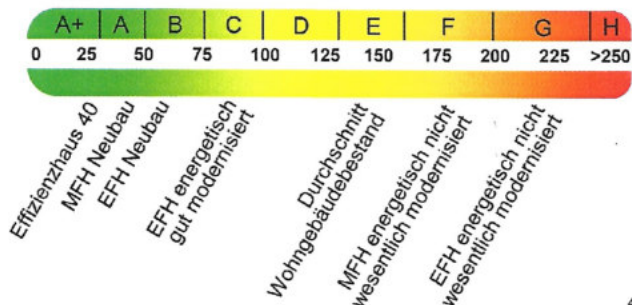 A+ A B C D E F G H
0 25 50 75 100 125 150 175 200 225 >250
Effizienzhaus 40
MFH Neubau
EFH Neubau
EFH energetisch
gut modernisiert
Durchschnitt
Wohngebäudebestand
MFH energetisch nicht
wesentlich modernisiert
EFH energetisch nicht
wesentlich modernisiert